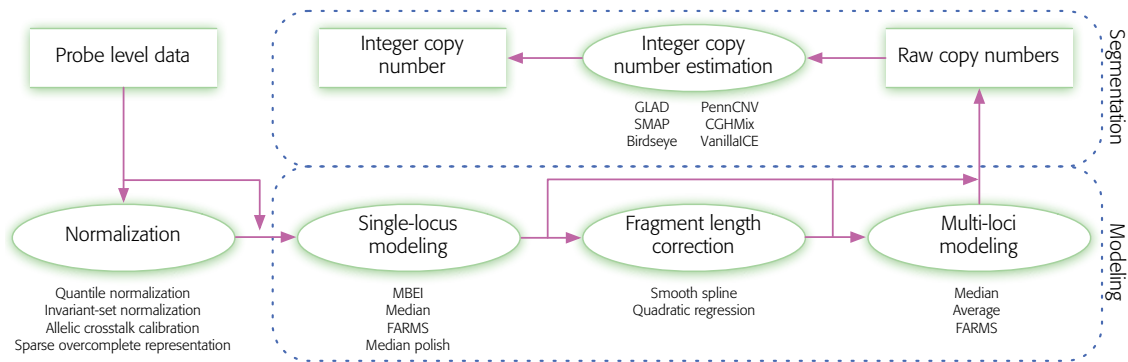 Probe level data
Integer copy
number
Integer copy
number estimation
Raw copy numbers
GLAD PennCNV
SMAP CGHMix
Birdseye VanillaICE
Segmentation
Normalization
Single-locus
modeling
Fragment length
correction
Multi-loci
modeling
Quantile normalization
Invariant-set normalization
Allelic crosstalk calibration
Sparse overcomplete representation
MBEI
Median
FARMS
Median polish
Smooth spline
Quadratic regression
Median
Average
FARMS
Modeling